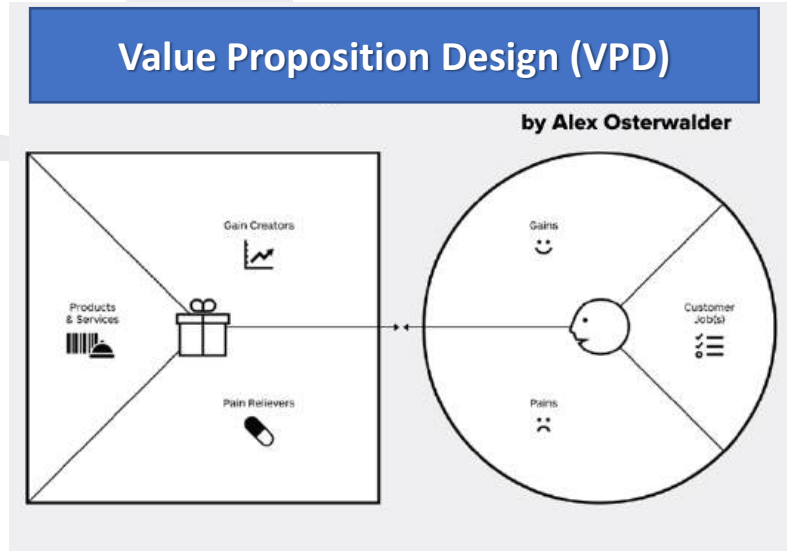 Value Proposition Design (VPD)
by Alex Osterwalder
Gain Creators
Products
& Services
Pain Relievers
Gains
Customer
Job(s)
Pains